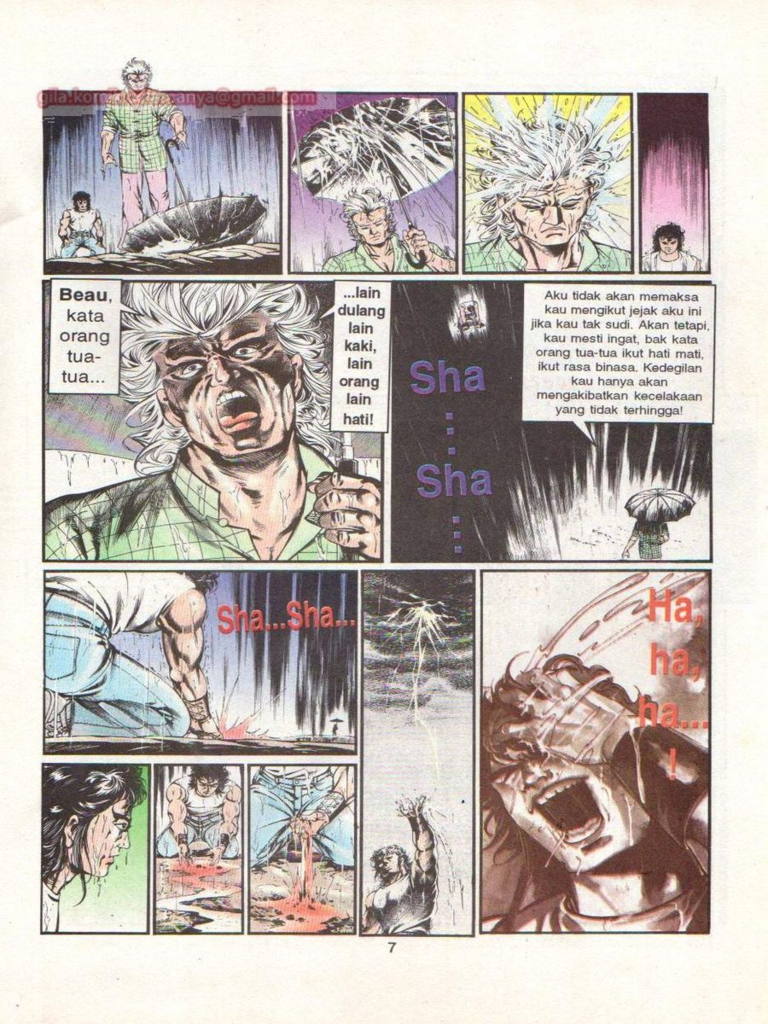 Beau,
kata
orang
tua-
tua...
...lain
dulang
lain
kaki,
lain
orang
lain
hati!
Sha
:
.
Sha
:
:
Aku tidak akan memaksa
kau mengikut jejak aku ini
jika kau tak sudi. Akan tetapi,
kau mesti ingat, bak kata
orang tua-tua ikut hati mati,
ikut rasa binasa. Kedegilan
kau hanya akan
mengakibatkan kecelakaan
yang tidak terhingga!
Sha...Sha...
Ha,
ha,
ha...
!
7